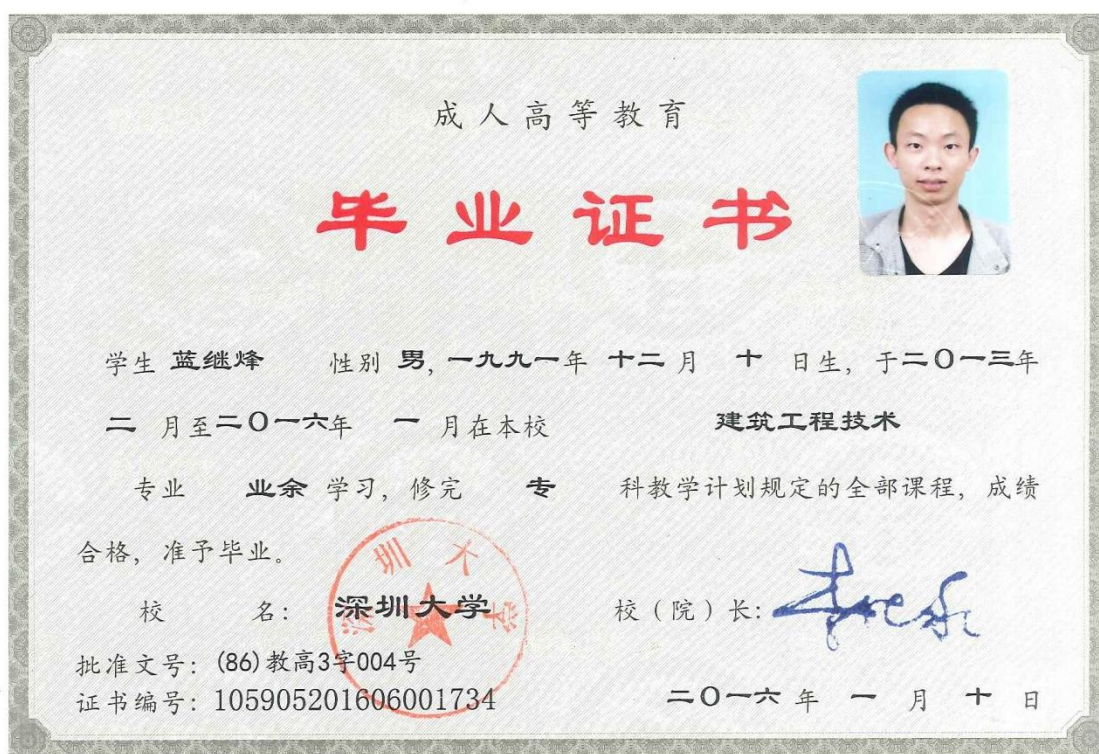 成人高等教育
毕业证书
学生 蓝继烽 性别 男, 一九九一年 十二 月 十 日生, 于二〇一三年
二 月至二〇一六年 一 月在本校 建筑工程技术
专业 业余 学习, 修完 专 科教学计划规定的全部课程, 成绩
合格, 准予毕业。
校 名: 深圳大学 校（院）长:
深圳大学
批准文号: (86)教高3字004号
证书编号: 105905201606001734 二〇一六 年 一 月 十 日